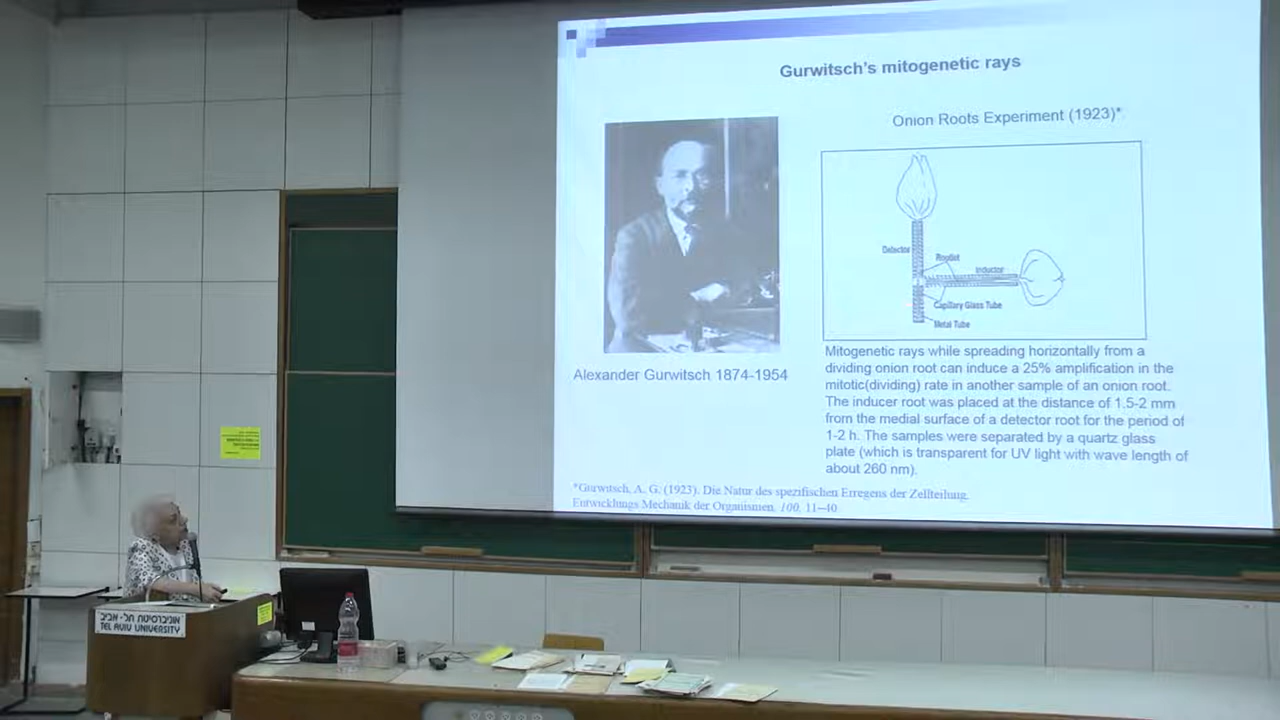 Gurwitsch's mitogenetic rays
Onion Roots Experiment (1923)*
Detector
Rootlet
Inductor
Capillary Glass Tube
Metal Tube
Alexander Gurwitsch 1874-1954
Mitogenetic rays while spreading horizontally from a
dividing onion root can induce a 25% amplification in the
mitotic(dividing) rate in another sample of an onion root.
The inducer root was placed at the distance of 1.5-2 mm
from the medial surface of a detector root for the period of
1-2 h. The samples were separated by a quartz glass
plate (which is transparent for UV light with wave length of
about 260 nm).
*Gurwitsch, A. G. (1923). Die Natur des spezifischen Erregens der Zellteilung.
Entwicklungs Mechanik der Organismen, 100, 11–40
אוניברסיטת תל-אביב
TEL AVIV UNIVERSITY